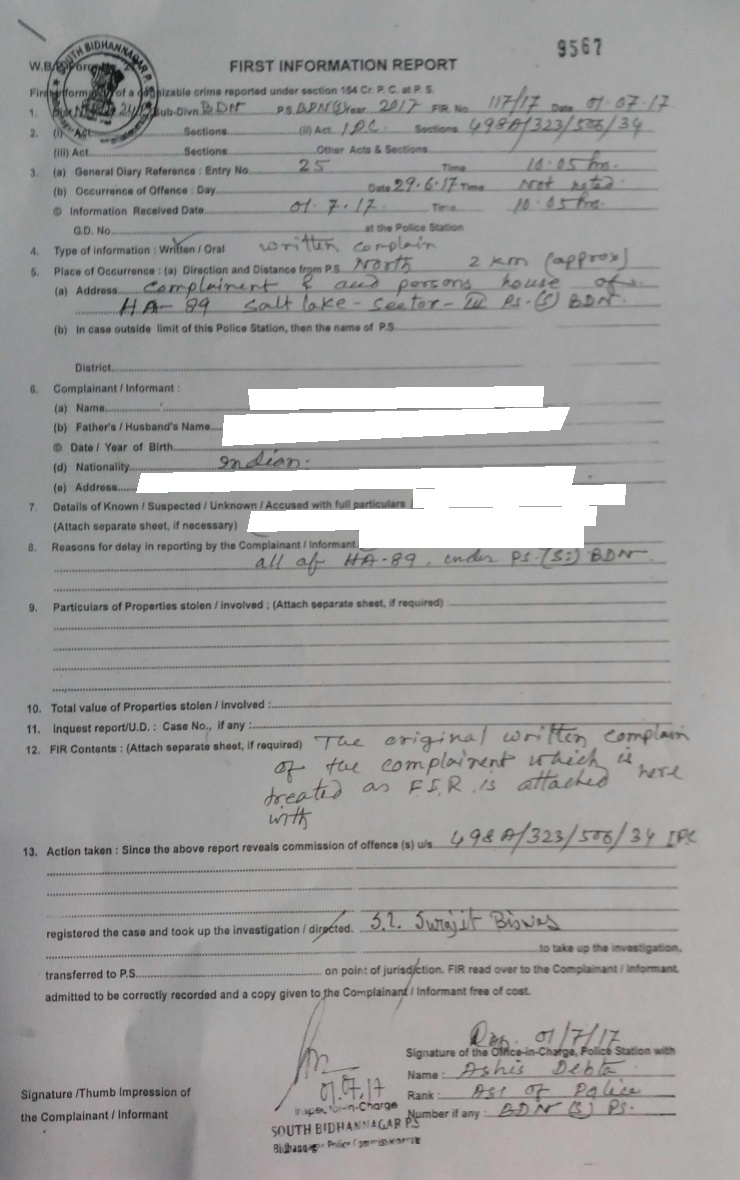 9567
SOUTH BIDHANNAGAR P.
FIRST INFORMATION REPORT
First Information of a cognizable crime reported under section 154 Cr. P. C. at P. S.
1. Sub-Divn. BDN P.S. BDN(S) Year 2017 FIR. No. 117/17 Date 01.07.17
2. (i) Act Sections (ii) Act. I.P.C. Sections 498A/323/506/34
(iii) Act. Sections Other Acts & Sections
3. (a) General Diary Reference : Entry No. 25 Time 10.05 hrs.
(b) Occurrence of Offence : Day Date 29.6.17 Time Not noted
© Information Received Date 01.7.17. Time 10.05 hrs.
G.D. No. at the Police Station
4. Type of information : Written / Oral written complain
5. Place of Occurrence : (a) Direction and Distance from P.S. North 2 km (approx)
(a) Address complainent & persons house of
HA-89 Salt lake - Sector - III PS.(S) BDN.
(b) In case outside limit of this Police Station, then the name of P.S.
District
6. Complainant / Informant :
(a) Name
(b) Father's / Husband's Name
© Date / Year of Birth
(d) Nationality Indian.
(e) Address
7. Details of Known / Suspected / Unknown / Accused with full particulars
(Attach separate sheet, if necessary)
8. Reasons for delay in reporting by the Complainant / Informant
all of HA-89, under PS.(S) BDN.
9. Particulars of Properties stolen / involved ; (Attach separate sheet, if required)
10. Total value of Properties stolen / involved :
11. Inquest report/U.D. : Case No., if any :
12. FIR Contents : (Attach separate sheet, if required) The original written complain
of the complainent which is
treated as F.I.R is attached here
with
13. Action taken : Since the above report reveals commission of offence (s) u/s. 498A/323/506/34 IPC
registered the case and took up the investigation / directed. S.I. Surajit Biswas
to take up the investigation,
transferred to P.S. on point of jurisdiction. FIR read over to the Complainant / Informant.
admitted to be correctly recorded and a copy given to the Complainant / Informant free of cost.
01/7/17
Signature of the Office-in-Charge, Police Station with
Name : Ashis Debta
01.07.17
Rank : ASI of Police
Signature /Thumb Impression of
the Complainant / Informant
Inspector-in-Charge
Number if any : BDN (S) PS.
SOUTH BIDHANNAGAR P.S
Bidhannagar Police Commissionerate